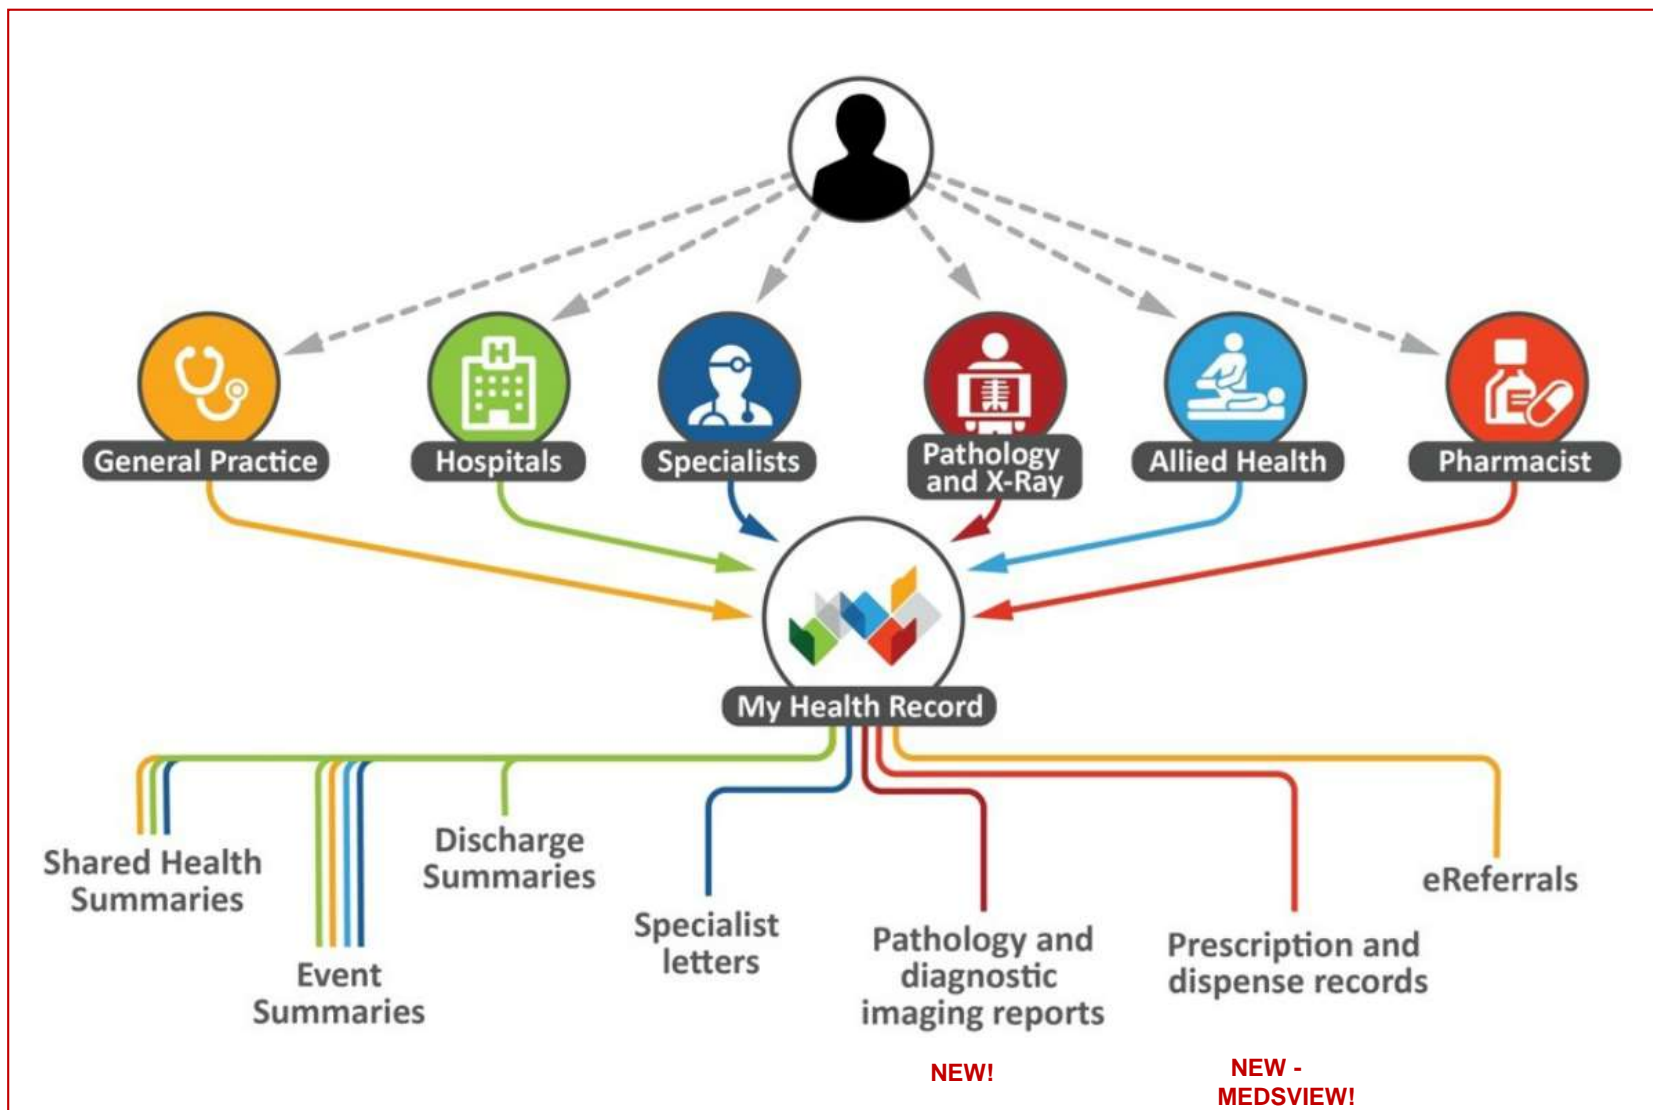 H
General Practice
Hospitals
Specialists
Pathology
and X-Ray
Allied Health
Pharmacist
My Health Record
Shared Health
Summaries
Event
Summaries
Discharge
Summaries
Specialist
letters
Pathology and
diagnostic
imaging reports
NEW!
Prescription and
dispense records
NEW -
MEDSVIEW!
eReferrals